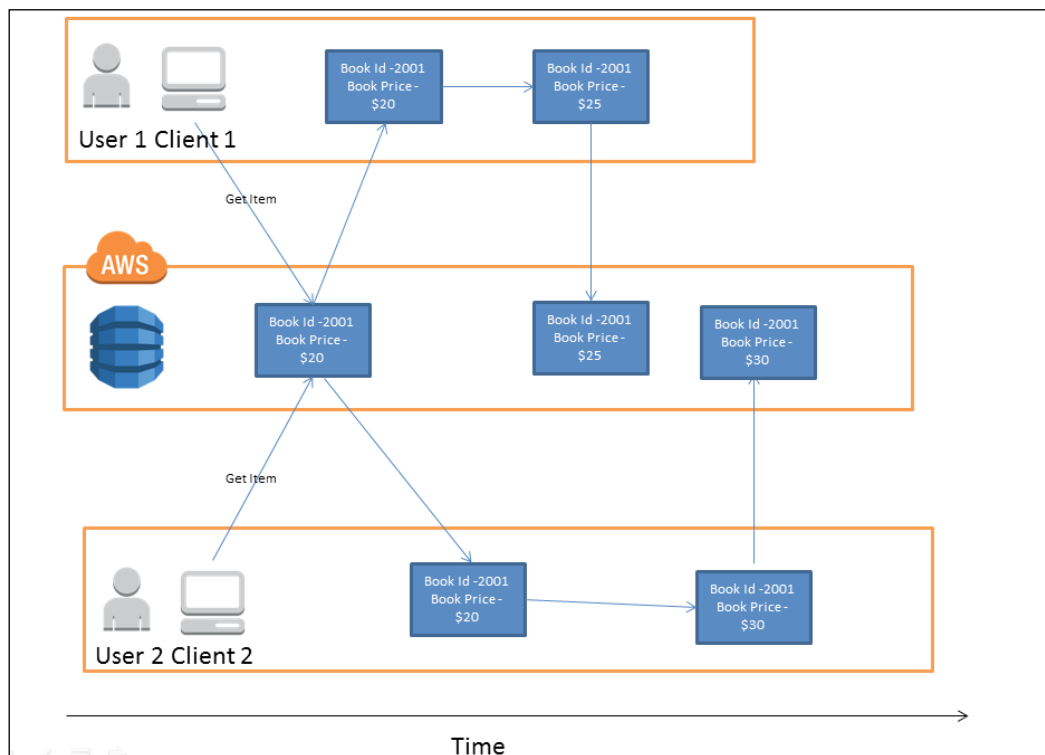 Book Id -2001
Book Price -
$20
Book Id -2001
Book Price -
$25
User 1 Client 1
Get Item
AWS
Book Id -2001
Book Price -
$20
Book Id -2001
Book Price -
$25
Book Id -2001
Book Price -
$30
Get Item
Book Id -2001
Book Price -
$20
Book Id -2001
Book Price -
$30
User 2 Client 2
Time